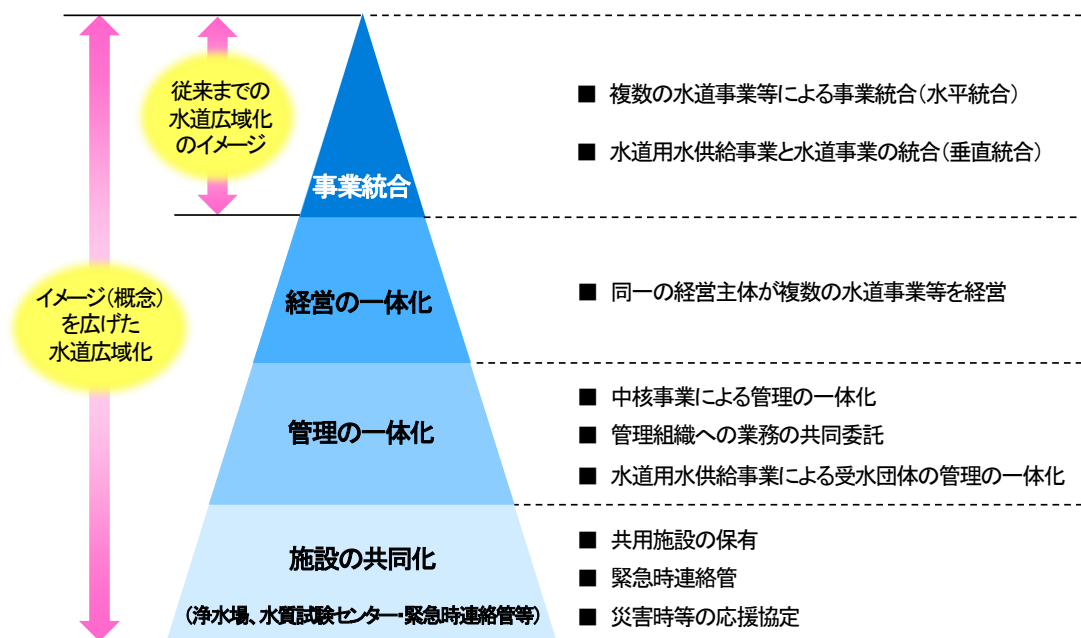 従来までの
水道広域化
のイメージ
事業統合
■ 複数の水道事業等による事業統合(水平統合)
■ 水道用水供給事業と水道事業の統合(垂直統合)
イメージ(概念)
を広げた
水道広域化
経営の一体化
■ 同一の経営主体が複数の水道事業等を経営
管理の一体化
■ 中核事業による管理の一体化
■ 管理組織への業務の共同委託
■ 水道用水供給事業による受水団体の管理の一体化
施設の共同化
(浄水場、水質試験センター・緊急時連絡管等)
■ 共用施設の保有
■ 緊急時連絡管
■ 災害時等の応援協定